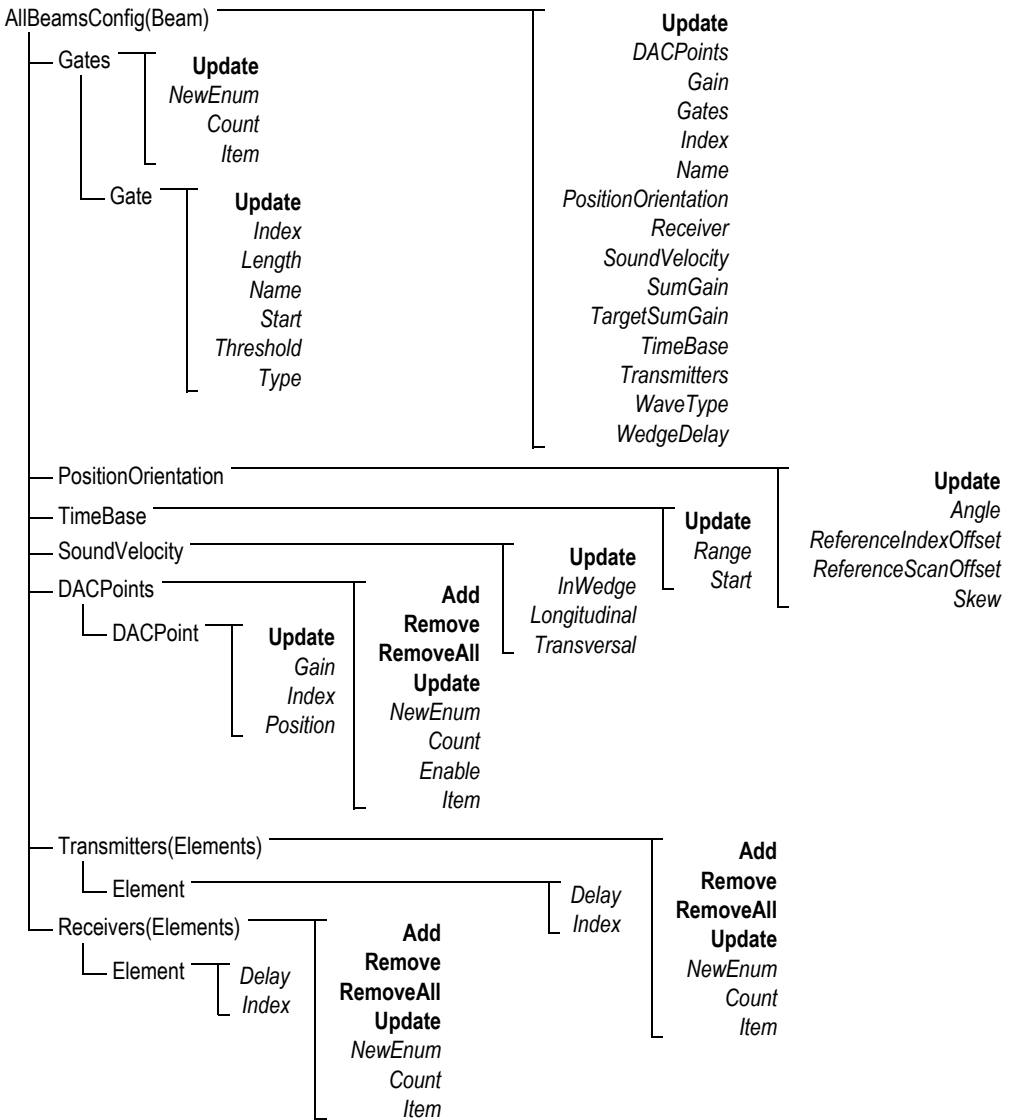 AllBeamsConfig(Beam)
Update
DACPoints
Gain
Gates
Index
Name
PositionOrientation
Receiver
SoundVelocity
SumGain
TargetSumGain
TimeBase
Transmitters
WaveType
WedgeDelay
Gates
Update
NewEnum
Count
Item
Gate
Update
Index
Length
Name
Start
Threshold
Type
PositionOrientation
Update
Angle
ReferenceIndexOffset
ReferenceScanOffset
Skew
TimeBase
Update
Range
Start
SoundVelocity
Update
InWedge
Longitudinal
Transversal
DACPoints
Add
Remove
RemoveAll
Update
NewEnum
Count
Enable
Item
DACPoint
Update
Gain
Index
Position
Transmitters(Elements)
Add
Remove
RemoveAll
Update
NewEnum
Count
Item
Element
Delay
Index
Receivers(Elements)
Add
Remove
RemoveAll
Update
NewEnum
Count
Item
Element
Delay
Index